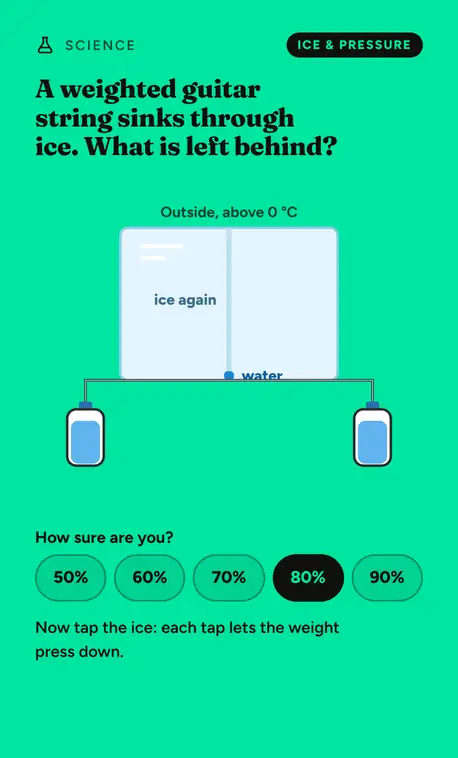 SCIENCE
ICE & PRESSURE
A weighted guitar
string sinks through
ice. What is left behind?
Outside, above 0 °C
ice again
water
How sure are you?
50% 60% 70% 80% 90%
Now tap the ice: each tap lets the weight
press down.